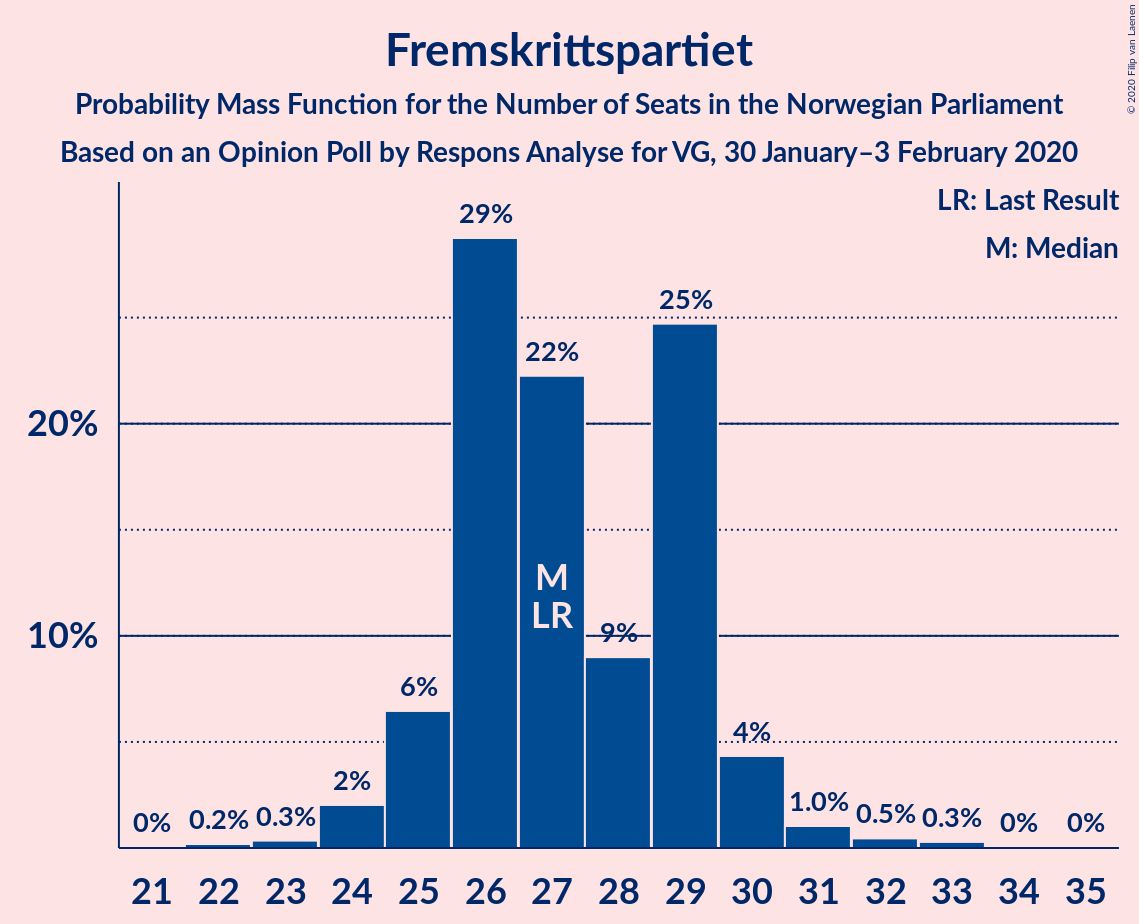 Fremskrittspartiet
Probability Mass Function for the Number of Seats in the Norwegian Parliament
Based on an Opinion Poll by Respons Analyse for VG, 30 January–3 February 2020
© 2020 Filip van Laenen
LR: Last Result
M: Median
20%
10%
0%
0.2%
0.3%
2%
6%
29%
22%
9%
25%
4%
1.0%
0.5%
0.3%
0%
0%
M
LR
21 22 23 24 25 26 27 28 29 30 31 32 33 34 35